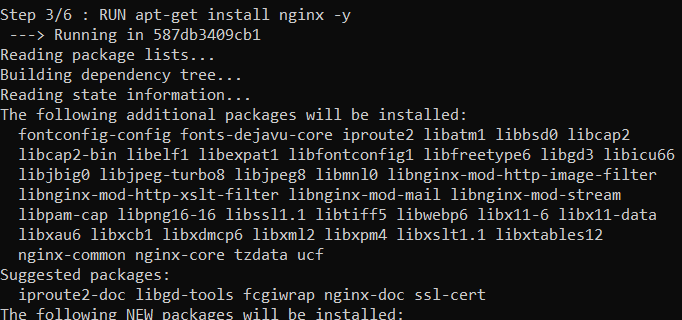 Step 3/6 : RUN apt-get install nginx -y
---> Running in 587db3409cb1
Reading package lists...
Building dependency tree...
Reading state information...
The following additional packages will be installed:
fontconfig-config fonts-dejavu-core iproute2 libatm1 libbsd0 libcap2
libcap2-bin libelf1 libexpat1 libfontconfig1 libfreetype6 libgd3 libicu66
libjbig0 libjpeg-turbo8 libjpeg8 libmnl0 libnginx-mod-http-image-filter
libnginx-mod-http-xslt-filter libnginx-mod-mail libnginx-mod-stream
libpam-cap libpng16-16 libssl1.1 libtiff5 libwebp6 libx11-6 libx11-data
libxau6 libxcb1 libxdmcp6 libxml2 libxpm4 libxslt1.1 libxtables12
nginx-common nginx-core tzdata ucf
Suggested packages:
iproute2-doc libgd-tools fcgiwrap nginx-doc ssl-cert
The following NEW packages will be installed: